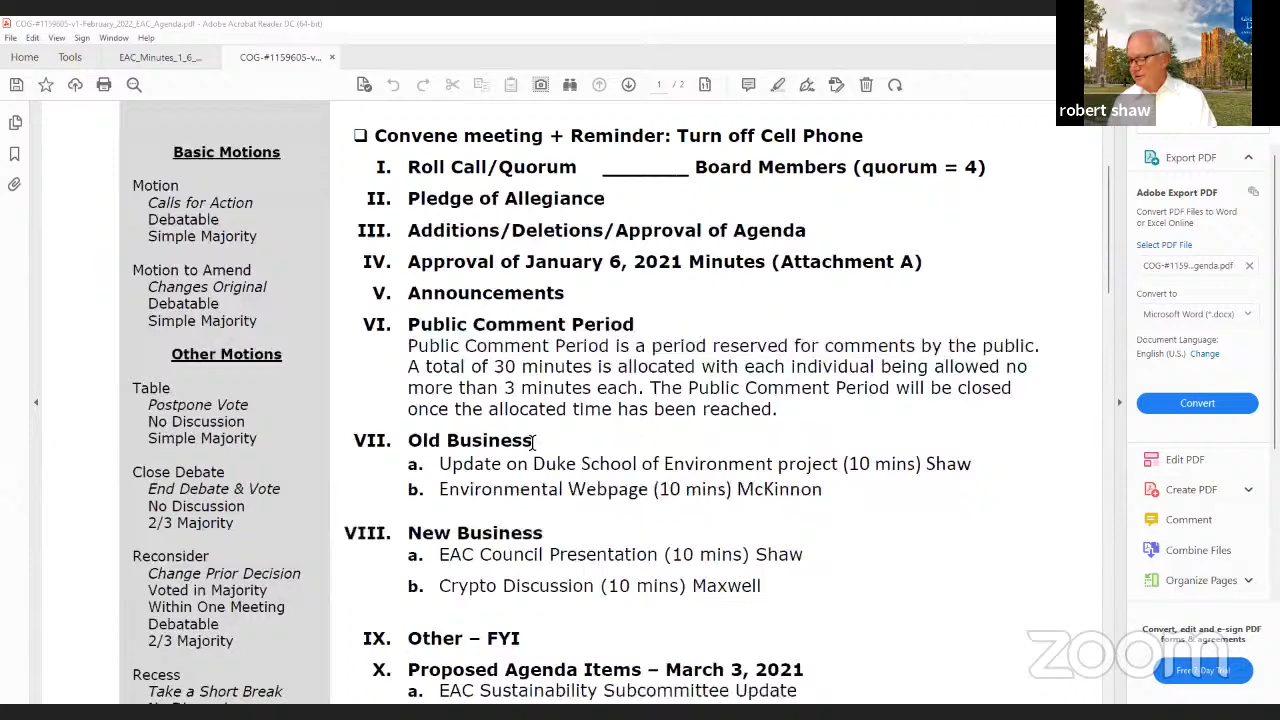 COG-#1159605-v1-February_2022_EAC_Agenda.pdf - Adobe Acrobat Reader DC (64-bit)
File Edit View Sign Window Help
Home Tools EAC_Minutes_1_6_... COG-#1159605-v... ×
1 / 2
robert shaw
Basic Motions
Motion
Calls for Action
Debatable
Simple Majority
Motion to Amend
Changes Original
Debatable
Simple Majority
Other Motions
Table
Postpone Vote
No Discussion
Simple Majority
Close Debate
End Debate & Vote
No Discussion
2/3 Majority
Reconsider
Change Prior Decision
Voted in Majority
Within One Meeting
Debatable
2/3 Majority
Recess
Take a Short Break
❑ Convene meeting + Reminder: Turn off Cell Phone
I. Roll Call/Quorum _______ Board Members (quorum = 4)
II. Pledge of Allegiance
III. Additions/Deletions/Approval of Agenda
IV. Approval of January 6, 2021 Minutes (Attachment A)
V. Announcements
VI. Public Comment Period
Public Comment Period is a period reserved for comments by the public.
A total of 30 minutes is allocated with each individual being allowed no
more than 3 minutes each. The Public Comment Period will be closed
once the allocated time has been reached.
VII. Old Business
a. Update on Duke School of Environment project (10 mins) Shaw
b. Environmental Webpage (10 mins) McKinnon
VIII. New Business
a. EAC Council Presentation (10 mins) Shaw
b. Crypto Discussion (10 mins) Maxwell
IX. Other – FYI
X. Proposed Agenda Items – March 3, 2021
a. EAC Sustainability Subcommittee Update
Export PDF
Adobe Export PDF
Convert PDF Files to Word
or Excel Online
Select PDF File
COG-#1159...genda.pdf ×
Convert to
Microsoft Word (*.docx)
Document Language:
English (U.S.) Change
Convert
Edit PDF
Create PDF
Comment
Combine Files
Organize Pages
Convert, edit and e-sign PDF
forms & agreements
Free 7-Day Trial
zoom